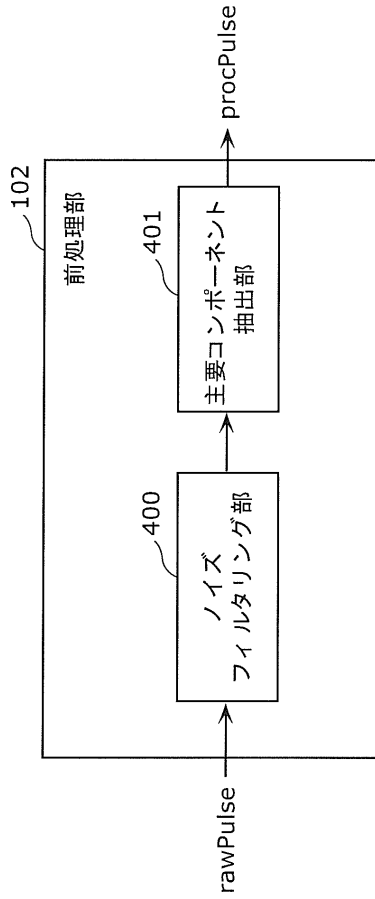 102
前処理部
400
ノイズ
フィルタリング部
401
主要コンポーネント
抽出部
rawPulse
procPulse